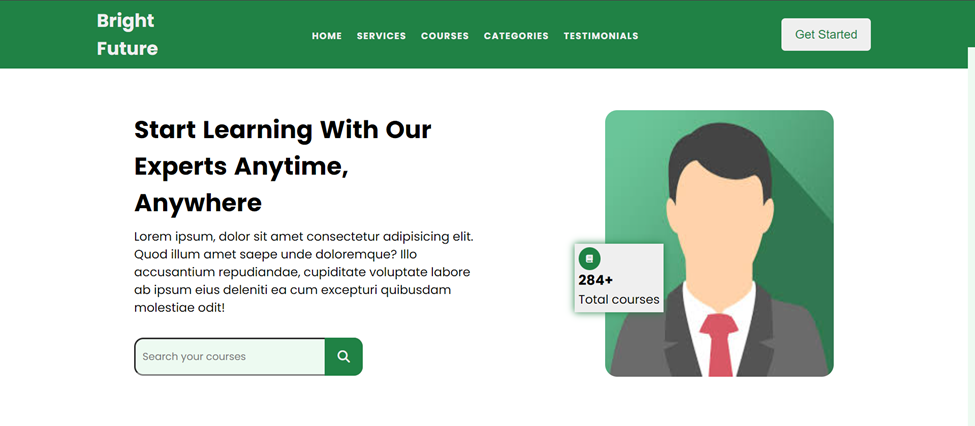 Bright
Future
HOME SERVICES COURSES CATEGORIES TESTIMONIALS
Get Started
Start Learning With Our
Experts Anytime,
Anywhere
Lorem ipsum, dolor sit amet consectetur adipisicing elit.
Quod illum amet saepe unde doloremque? Illo
accusantium repudiandae, cupiditate voluptate labore
ab ipsum eius deleniti ea cum excepturi quibusdam
molestiae odit!
Search your courses
284+
Total courses